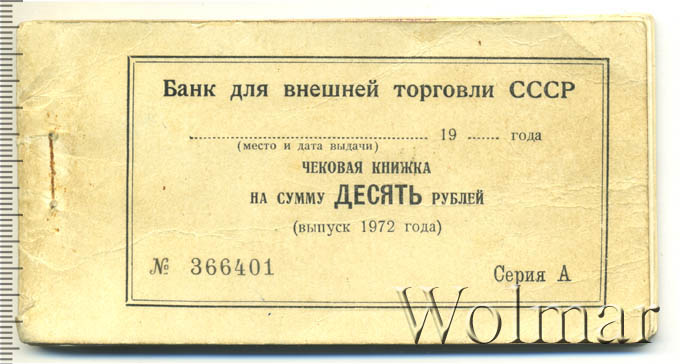 Банк для внешней торговли СССР
19 года
(место и дата выдачи)
ЧЕКОВАЯ КНИЖКА
НА СУММУ ДЕСЯТЬ РУБЛЕЙ
(выпуск 1972 года)
№ 366401 Серия А
Wolmar